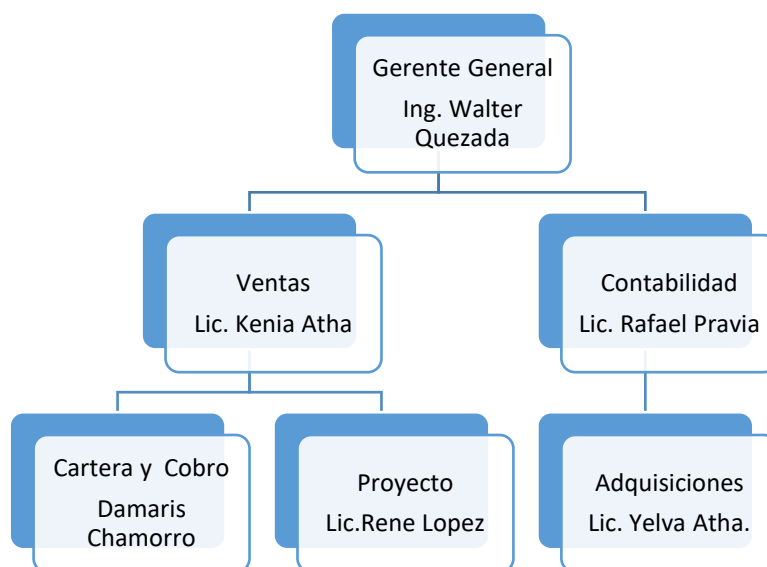 Gerente General
Ing. Walter
Quezada
Ventas
Lic. Kenia Atha
Contabilidad
Lic. Rafael Pravia
Cartera y  Cobro
Damaris
Chamorro
Proyecto
Lic.Rene Lopez
Adquisiciones
Lic. Yelva Atha.